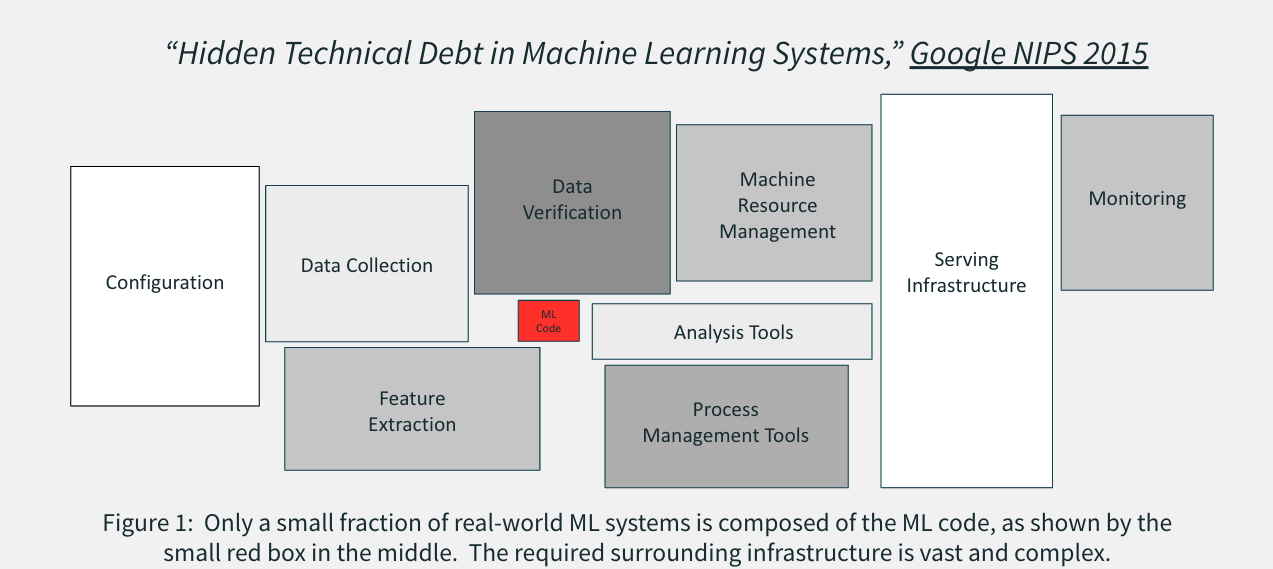 “Hidden Technical Debt in Machine Learning Systems,” Google NIPS 2015
Configuration
Data Collection
Data
Verification
Machine
Resource
Management
Serving
Infrastructure
Monitoring
ML
Code
Analysis Tools
Feature
Extraction
Process
Management Tools
Figure 1:  Only a small fraction of real-world ML systems is composed of the ML code, as shown by the
small red box in the middle.  The required surrounding infrastructure is vast and complex.